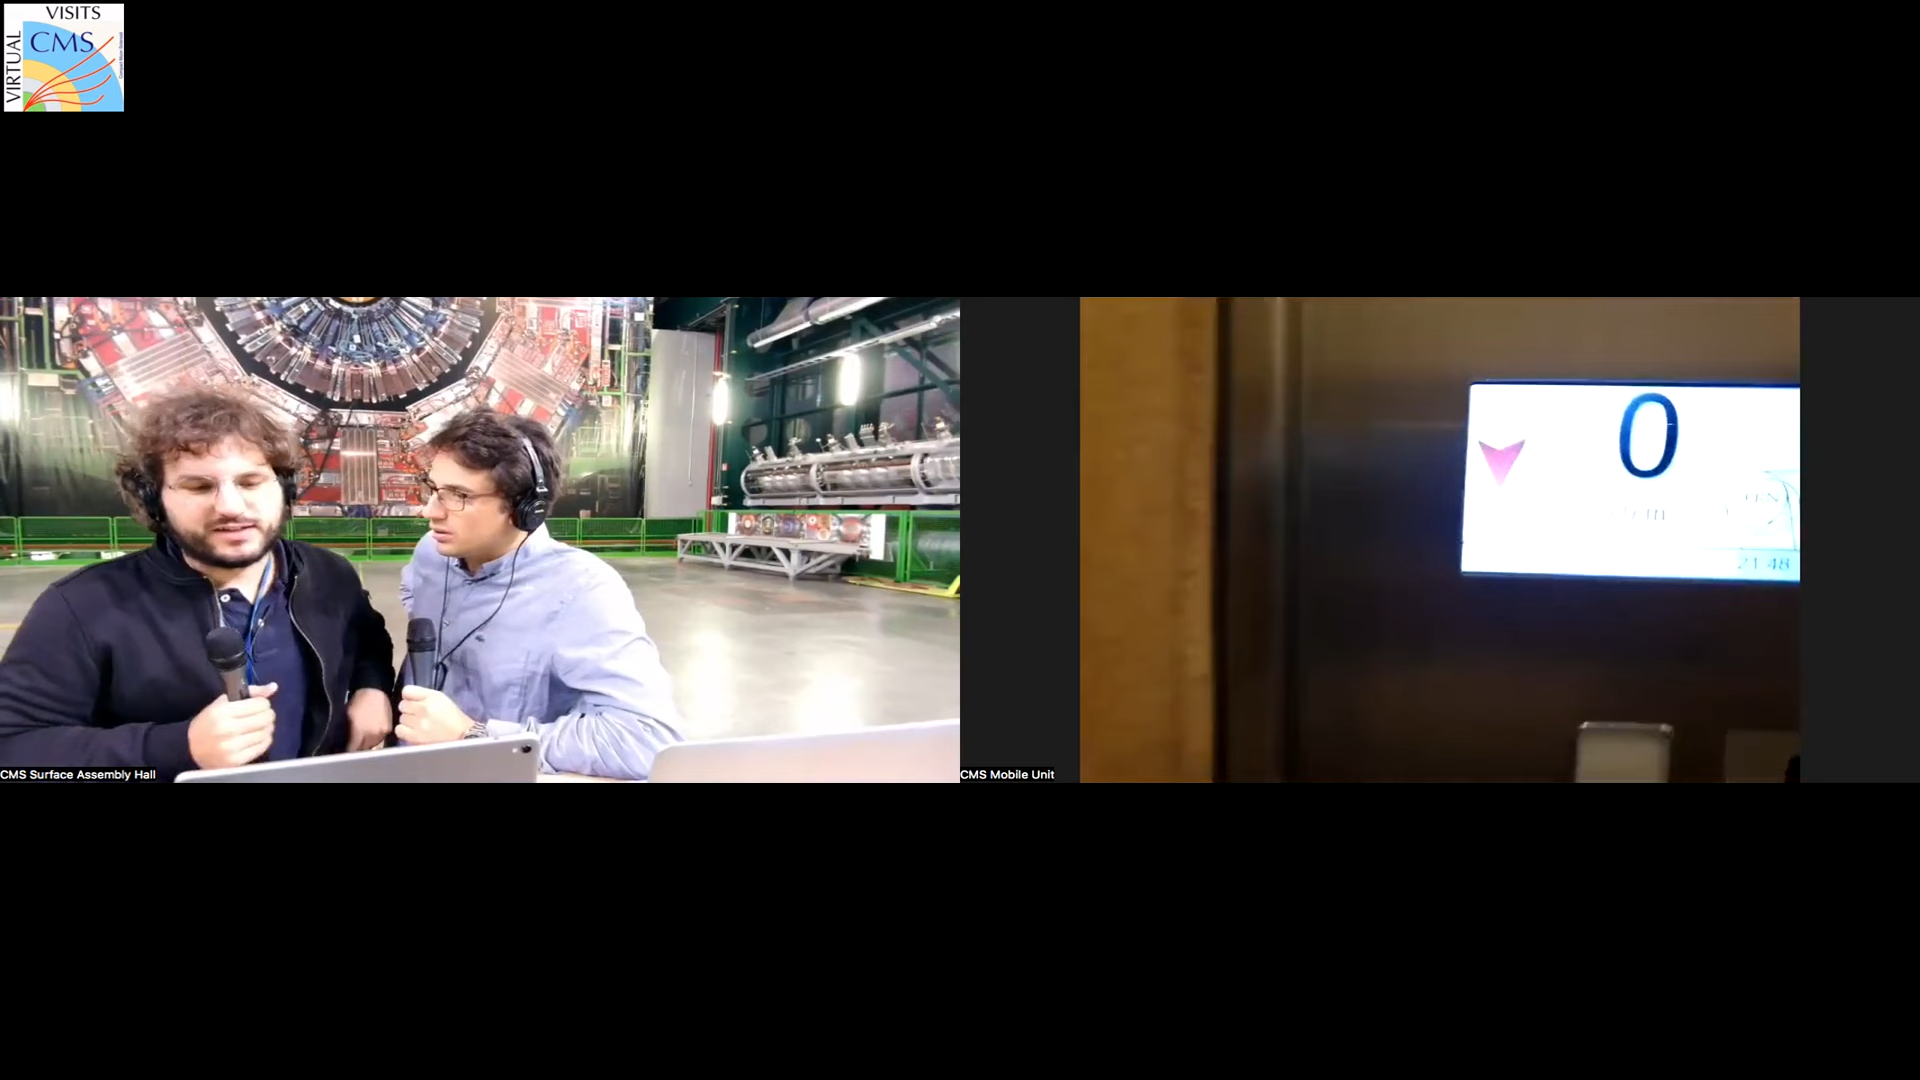 VISITS
VIRTUAL
CMS
0
21:48
CMS Surface Assembly Hall
CMS Mobile Unit